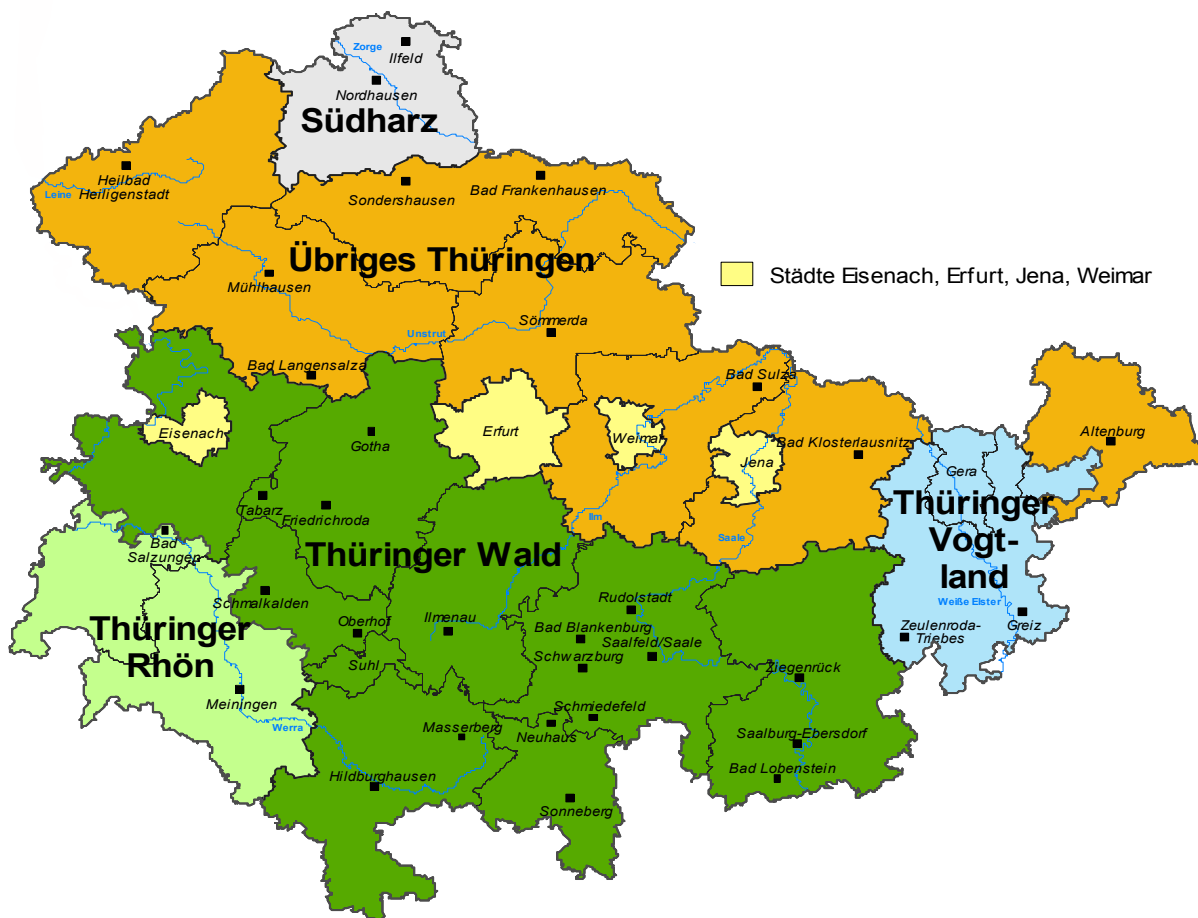 Zorge
Ilfeld
Nordhausen
Südharz
Heilbad
Heiligenstadt
Leine
Sondershausen
Bad Frankenhausen
Übriges Thüringen
Mühlhausen
Städte Eisenach, Erfurt, Jena, Weimar
Sömmerda
Unstrut
Bad Langensalza
Bad Sulza
Eisenach
Gotha
Erfurt
Weimar
Jena
Bad Klosterlausnitz
Altenburg
Gera
Thüringer
Vogt-
land
Tabarz
Friedrichroda
Ilm
Saale
Bad
Salzungen
Thüringer Wald
Schmalkalden
Thüringer
Rhön
Oberhof
Suhl
Ilmenau
Rudolstadt
Bad Blankenburg
Saalfeld/Saale
Schwarzburg
Weiße Elster
Greiz
Zeulenroda-
Triebes
Ziegenrück
Meiningen
Werra
Masserberg
Schmiedefeld
Neuhaus
Saalburg-Ebersdorf
Hildburghausen
Bad Lobenstein
Sonneberg